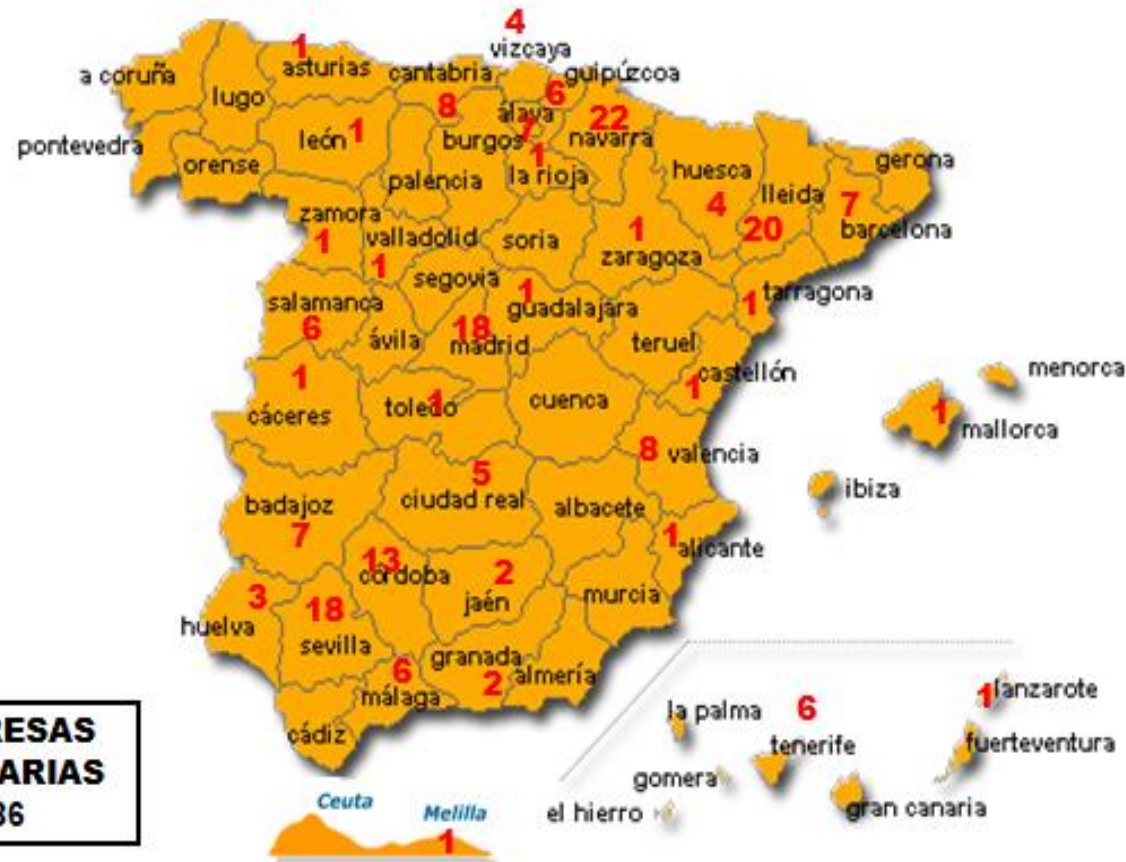 4
vizcaya
1
asturias
cantabria
guipúzcoa
a coruña
lugo
8
6
álava
22
león 1
burgos
7
navarra
pontevedra
orense
1
la rioja
huesca
gerona
palencia
lleida
zamora
4
7
1
valladolid
soria
1
20
barcelona
1
segovia
zaragoza
salamanca
1
guadalajara
1
tarragona
6
ávila
18
madrid
teruel
1
castellón
menorca
cáceres
toledo
1
cuenca
1
1
mallorca
8 valencia
5
badajoz
ciudad real
albacete
ibiza
7
1
alicante
13
córdoba
2
jaén
murcia
3
huelva
18
sevilla
granada
6
málaga
2
almería
cádiz
la palma
6
1
lanzarote
tenerife
fuerteventura
gomera
el hierro
gran canaria
RESAS
ARIAS
36
Ceuta
Melilla
1